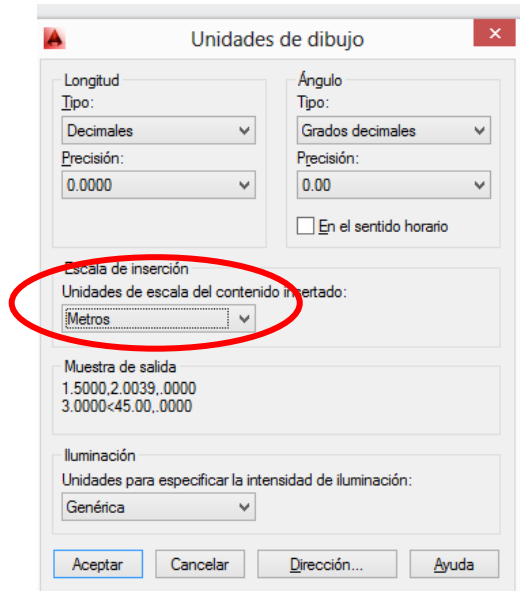 Unidades de dibujo
Longitud
Tipo:
Decimales
Precisión:
0.0000
Ángulo
Tipo:
Grados decimales
Precisión:
0.00
En el sentido horario
Escala de inserción
Unidades de escala del contenido insertado:
Metros
Muestra de salida
1.5000,2.0039,.0000
3.0000<45.00,.0000
Iluminación
Unidades para especificar la intensidad de iluminación:
Genérica
Aceptar
Cancelar
Dirección...
Ayuda